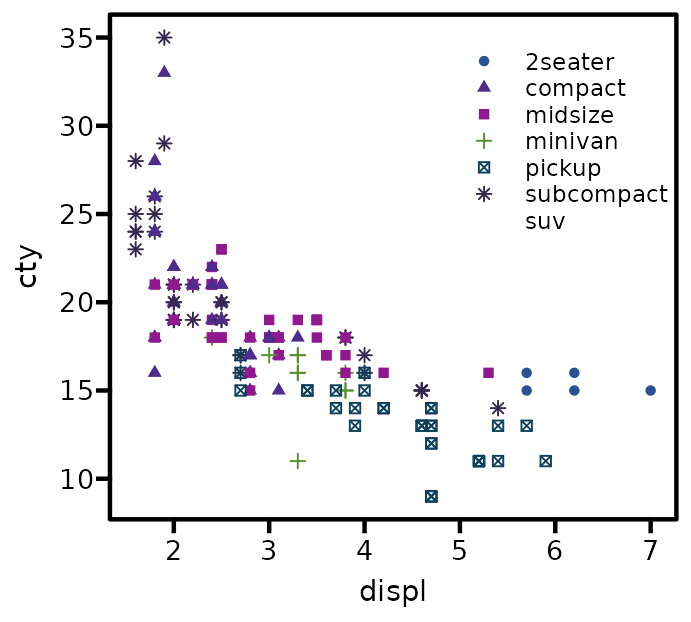 35
30
25
20
15
10
cty
2seater
compact
midsize
minivan
pickup
subcompact
suv
2 3 4 5 6 7
displ